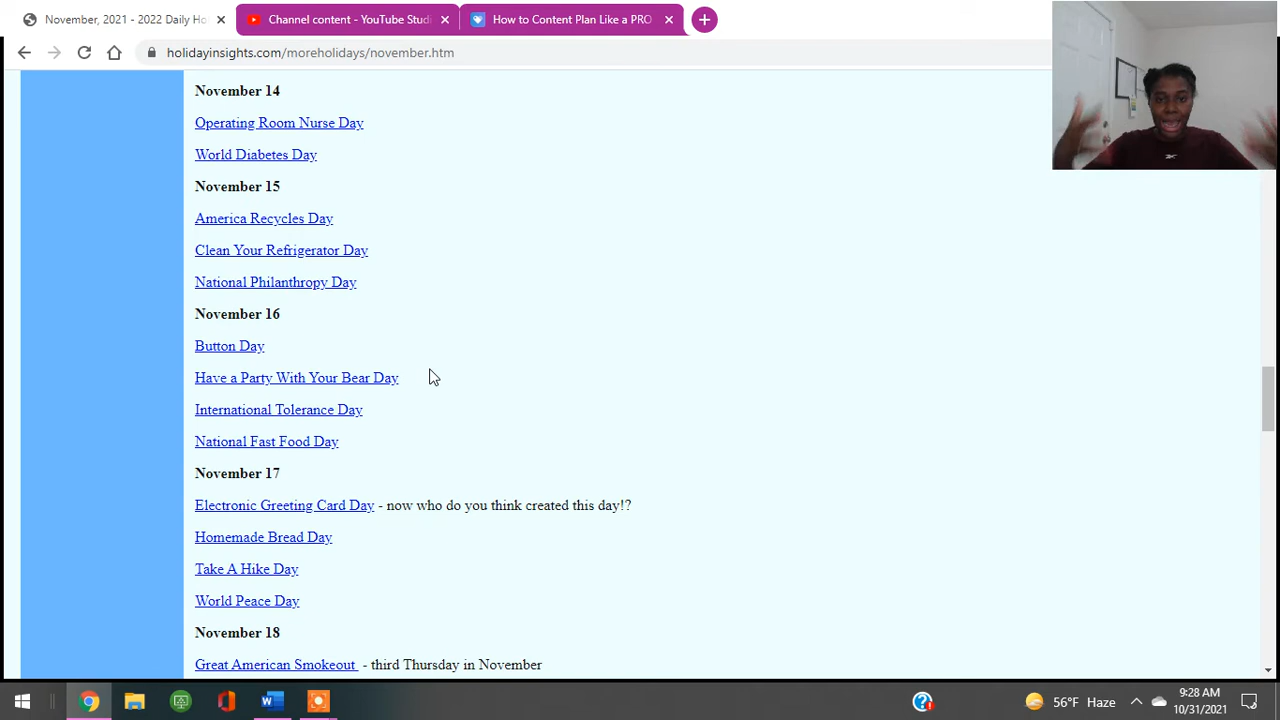 November, 2021 - 2022 Daily Ho
Channel content - YouTube Studi
How to Content Plan Like a PRO
holidayinsights.com/moreholidays/november.htm
November 14
Operating Room Nurse Day
World Diabetes Day
November 15
America Recycles Day
Clean Your Refrigerator Day
National Philanthropy Day
November 16
Button Day
Have a Party With Your Bear Day
International Tolerance Day
National Fast Food Day
November 17
Electronic Greeting Card Day - now who do you think created this day!?
Homemade Bread Day
Take A Hike Day
World Peace Day
November 18
Great American Smokeout - third Thursday in November
56°F Haze
9:28 AM
10/31/2021